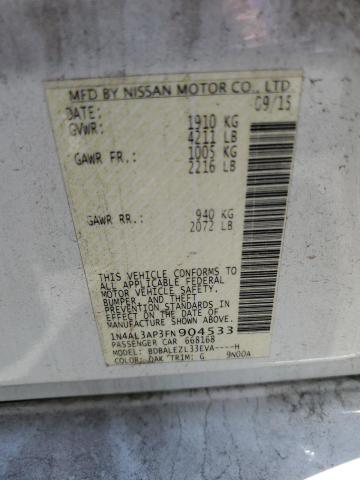 MFD BY NISSAN MOTOR CO., LTD
DATE: 09/15
GVWR: 1910 KG
4211 LB
GAWR FR.: 1005 KG
2216 LB
GAWR RR.: 940 KG
2072 LB
THIS VEHICLE CONFORMS TO
ALL APPLICABLE FEDERAL
MOTOR VEHICLE SAFETY,
BUMPER, AND THEFT
PREVENTION STANDARDS
IN EFFECT ON THE DATE OF
MANUFACTURE SHOWN ABOVE.
1N4AL3AP3FN904533
PASSENGER CAR 668168
MODEL: BDBALEZL33EVA----H
COLOR: QAK TRIM: G 9N00A